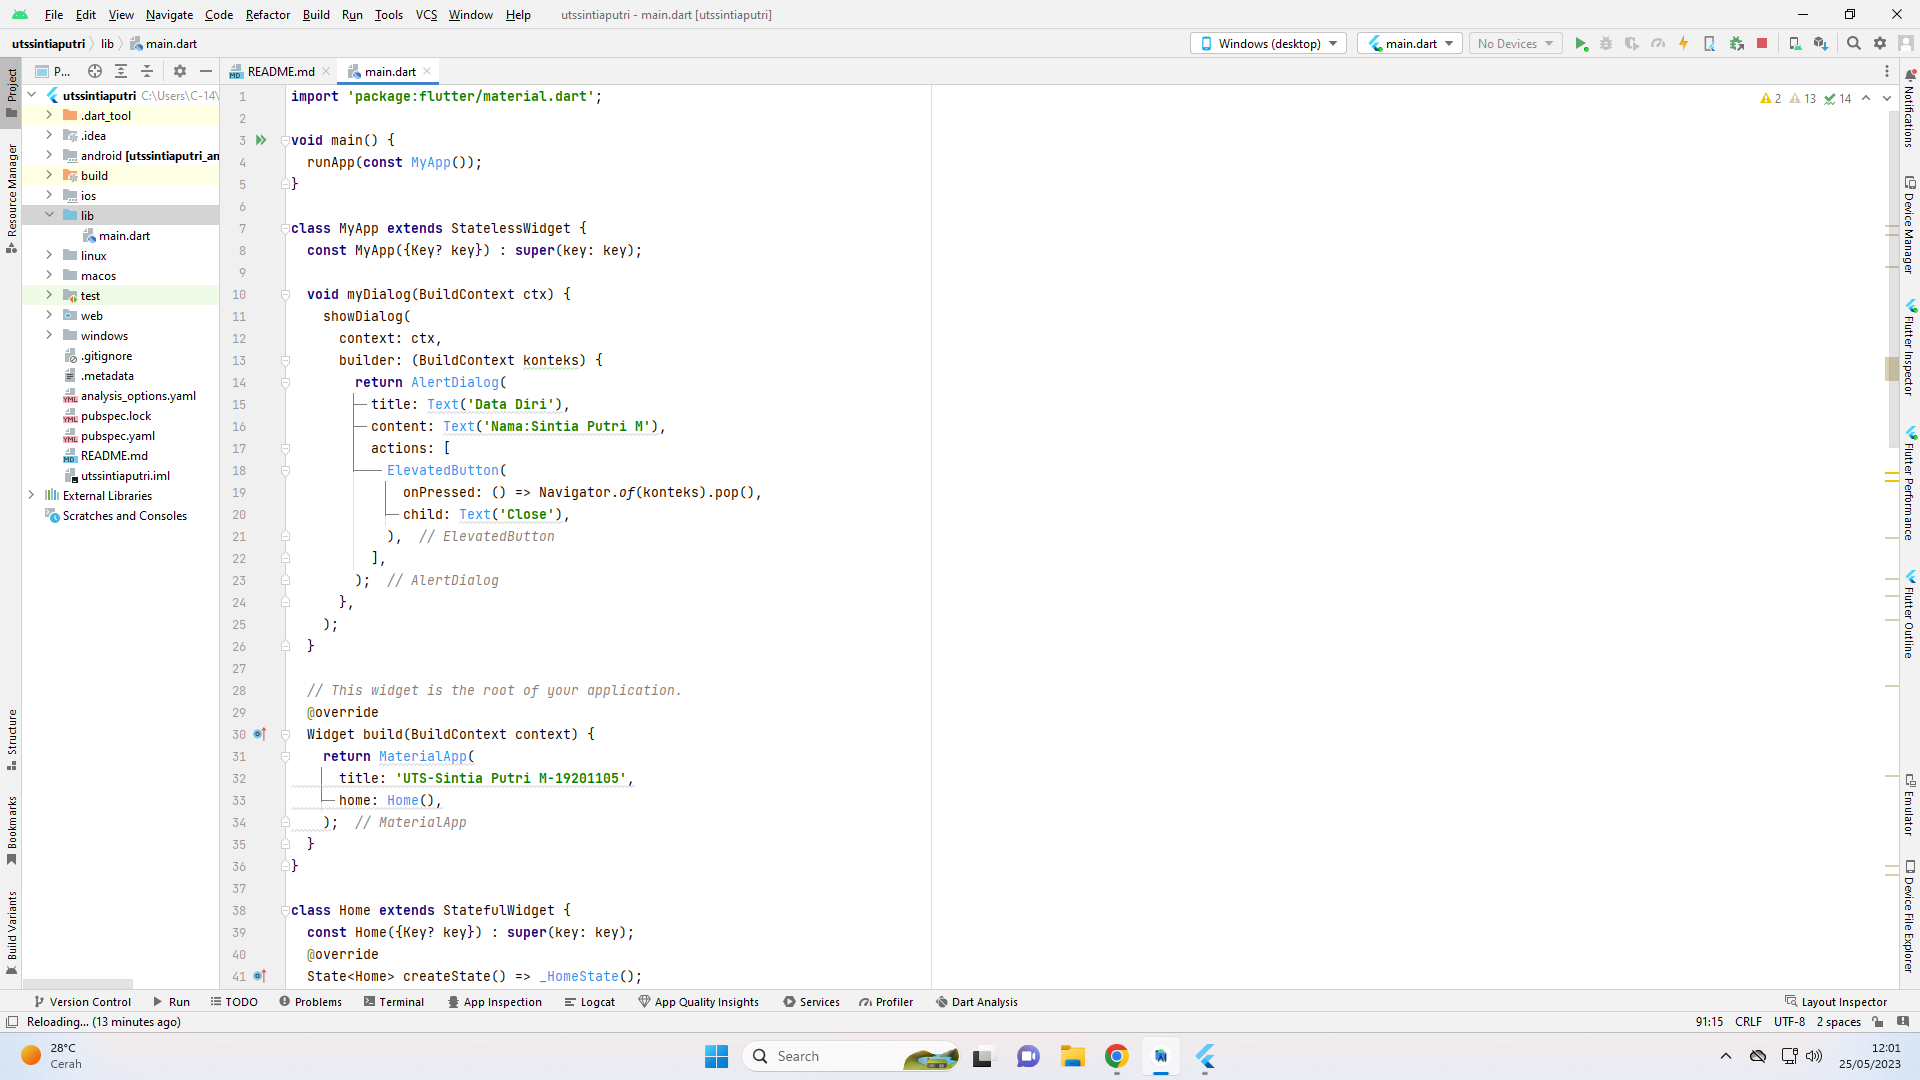 File Edit View Navigate Code Refactor Build Run Tools VCS Window Help utssintiaputri - main.dart [utssintiaputri]
utssintiaputri lib main.dart
Windows (desktop) main.dart No Devices
P... README.md main.dart
Project
Resource Manager
Structure
Bookmarks
Build Variants
utssintiaputri C:\Users\C-14\
.dart_tool
.idea
android [utssintiaputri_an
build
ios
lib
main.dart
linux
macos
test
web
windows
.gitignore
.metadata
analysis_options.yaml
pubspec.lock
pubspec.yaml
README.md
utssintiaputri.iml
External Libraries
Scratches and Consoles
2 13 14
1 import 'package:flutter/material.dart';
2
3 void main() {
4 runApp(const MyApp());
5 }
6
7 class MyApp extends StatelessWidget {
8 const MyApp({Key? key}) : super(key: key);
9
10 void myDialog(BuildContext ctx) {
11 showDialog(
12 context: ctx,
13 builder: (BuildContext konteks) {
14 return AlertDialog(
15 title: Text('Data Diri'),
16 content: Text('Nama:Sintia Putri M'),
17 actions: [
18 ElevatedButton(
19 onPressed: () => Navigator.of(konteks).pop(),
20 child: Text('Close'),
21 ), // ElevatedButton
22 ],
23 ); // AlertDialog
24 },
25 );
26 }
27
28 // This widget is the root of your application.
29 @override
30 Widget build(BuildContext context) {
31 return MaterialApp(
32 title: 'UTS-Sintia Putri M-19201105',
33 home: Home(),
34 ); // MaterialApp
35 }
36 }
37
38 class Home extends StatefulWidget {
39 const Home({Key? key}) : super(key: key);
40 @override
41 State<Home> createState() => _HomeState();
Notifications
Device Manager
Flutter Inspector
Flutter Performance
Flutter Outline
Emulator
Device File Explorer
Version Control Run TODO Problems Terminal App Inspection Logcat App Quality Insights Services Profiler Dart Analysis Layout Inspector
Reloading... (13 minutes ago) 91:15 CRLF UTF-8 2 spaces
28°C
Cerah
Search
12:01
25/05/2023